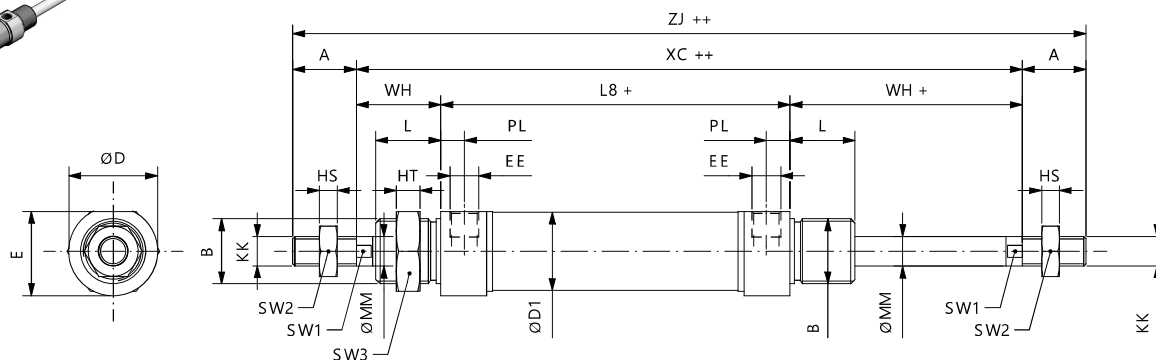 ZJ ++
A XC ++ A
WH L8 + WH +
L PL PL L
ØD HS HT EE EE HS
E B KK
SW2 SW1 ØMM SW3 ØD1 B ØMM SW1 SW2 KK